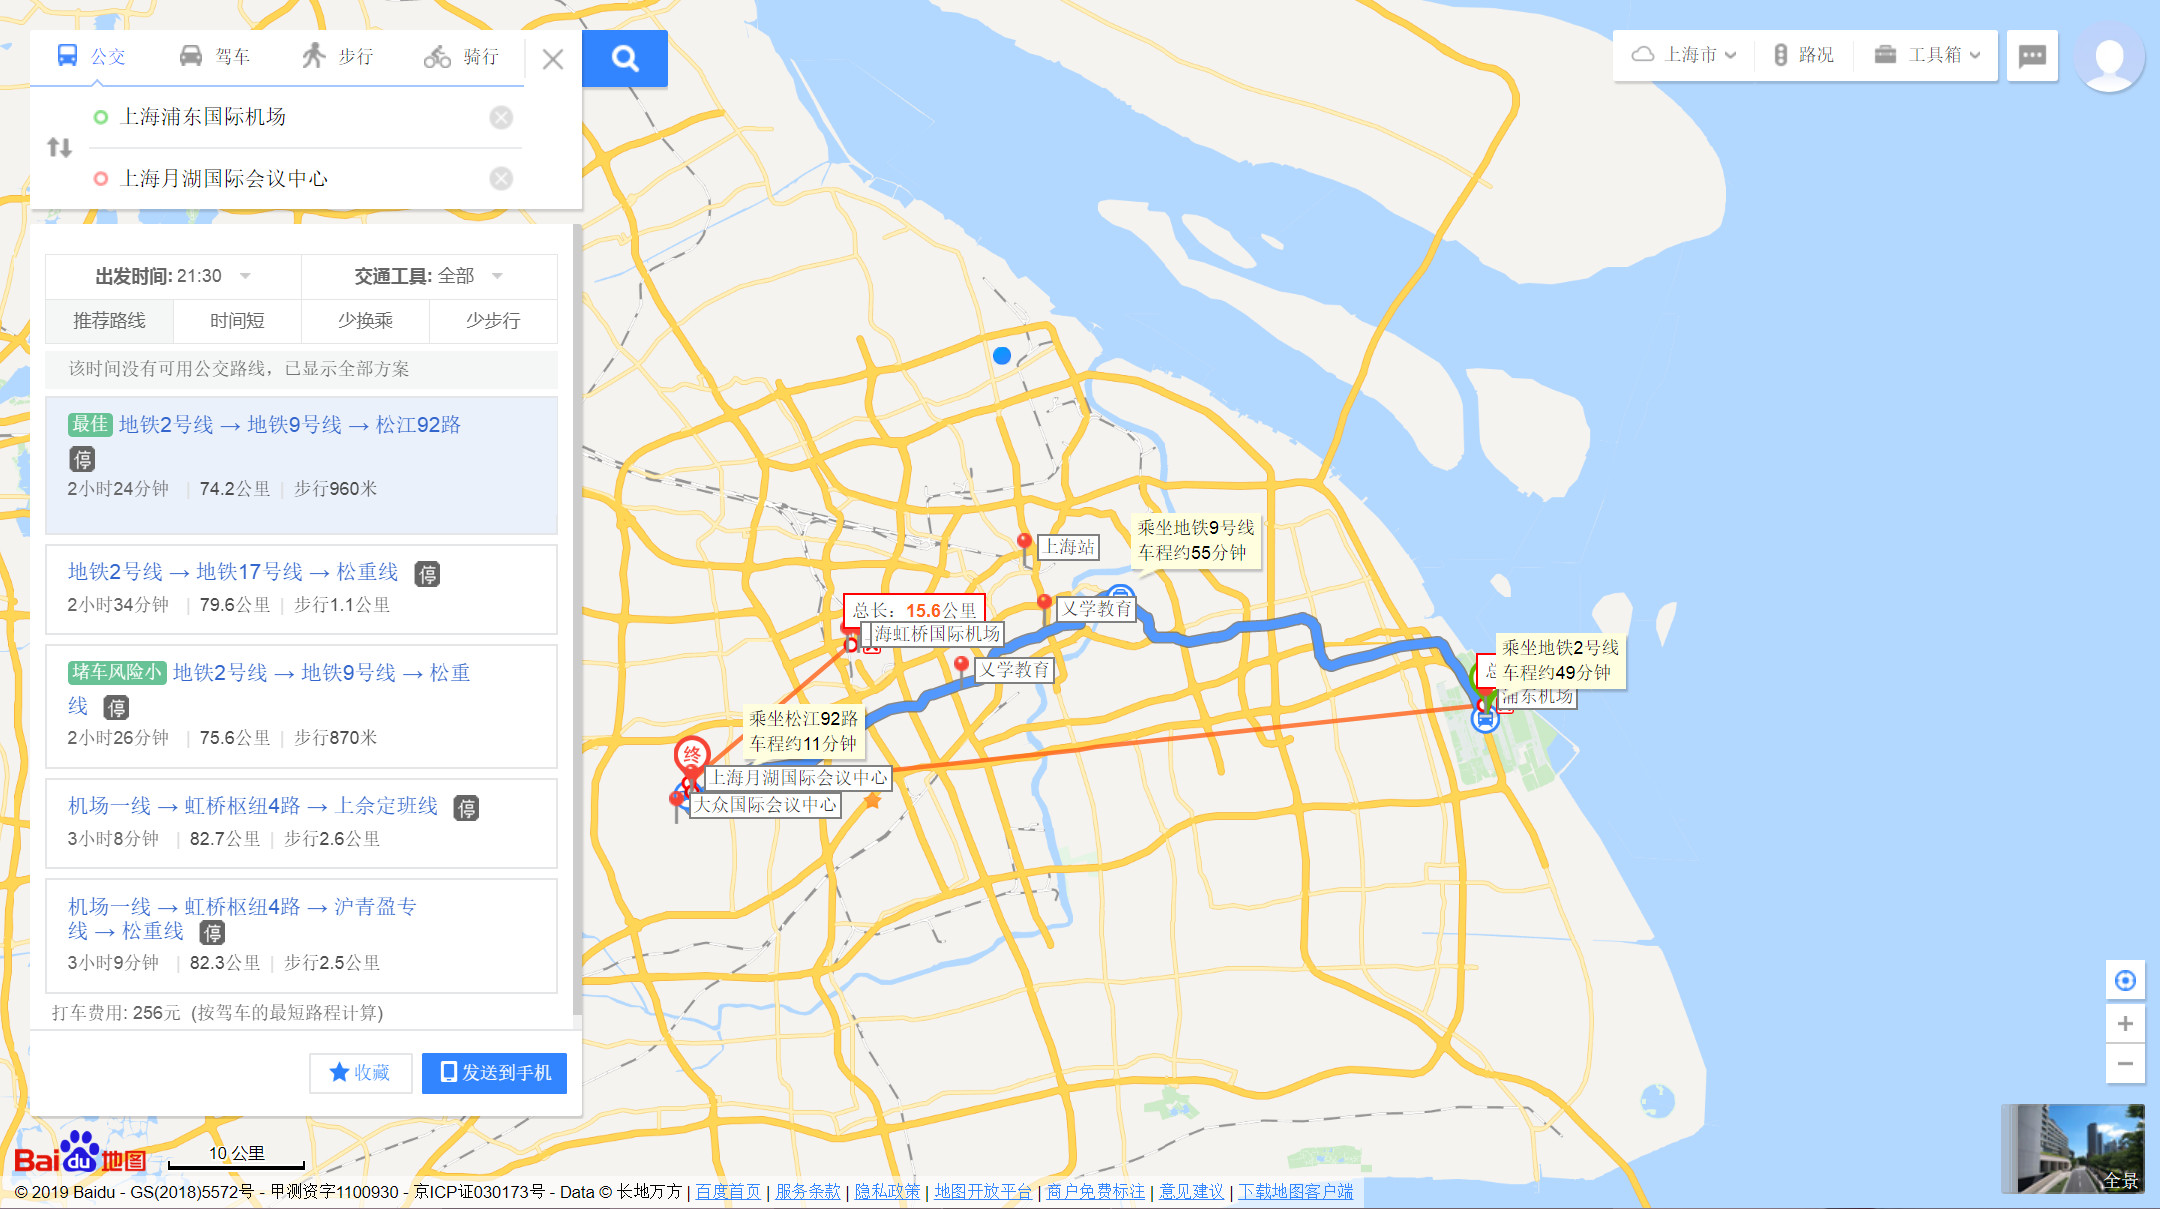 公交 驾车 步行 骑行
上海市 路况 工具箱
上海浦东国际机场
上海月湖国际会议中心
出发时间: 21:30 交通工具: 全部
推荐路线 时间短 少换乘 少步行
该时间没有可用公交路线，已显示全部方案
最佳 地铁2号线 → 地铁9号线 → 松江92路
停
2小时24分钟 | 74.2公里 | 步行960米
地铁2号线 → 地铁17号线 → 松重线 停
2小时34分钟 | 79.6公里 | 步行1.1公里
堵车风险小 地铁2号线 → 地铁9号线 → 松重
线 停
2小时26分钟 | 75.6公里 | 步行870米
机场一线 → 虹桥枢纽4路 → 上佘定班线 停
3小时8分钟 | 82.7公里 | 步行2.6公里
机场一线 → 虹桥枢纽4路 → 沪青盈专
线 → 松重线 停
3小时9分钟 | 82.3公里 | 步行2.5公里
打车费用: 256元 (按驾车的最短路程计算)
收藏 发送到手机
乘坐地铁9号线
车程约55分钟
上海站
总长：15.6公里
海虹桥国际机场
乂学教育
乂学教育
乘坐地铁2号线
车程约49分钟
总
浦东机场
乘坐松江92路
车程约11分钟
终
上海月湖国际会议中心
大众国际会议中心
全景
Bai du 地图
10 公里
© 2019 Baidu - GS(2018)5572号 - 甲测资字1100930 - 京ICP证030173号 - Data © 长地万方 | 百度首页 | 服务条款 | 隐私政策 | 地图开放平台 | 商户免费标注 | 意见建议 | 下载地图客户端